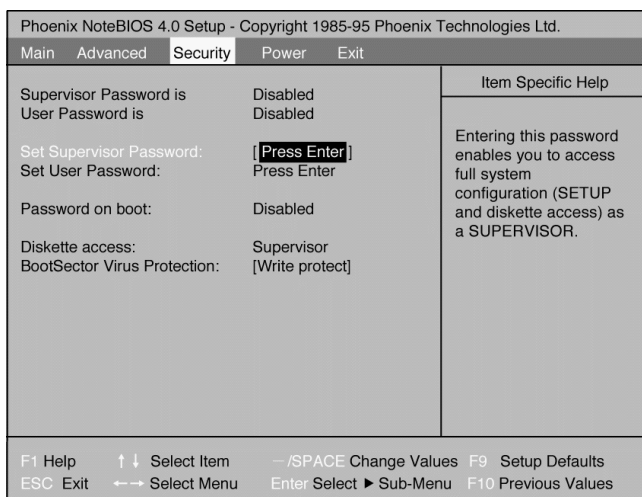 Phoenix NoteBIOS 4.0 Setup - Copyright 1985-95 Phoenix Technologies Ltd.
Main Advanced Security Power Exit
Supervisor Password is Disabled
User Password is Disabled
Set Supervisor Password: [ Press Enter ]
Set User Password: Press Enter
Password on boot: Disabled
Diskette access: Supervisor
BootSector Virus Protection: [Write protect]
Item Specific Help
Entering this password
enables you to access
full system
configuration (SETUP
and diskette access) as
a SUPERVISOR.
F1 Help ↑ ↓ Select Item –/SPACE Change Values F9 Setup Defaults
ESC Exit ←→ Select Menu Enter Select ► Sub-Menu F10 Previous Values